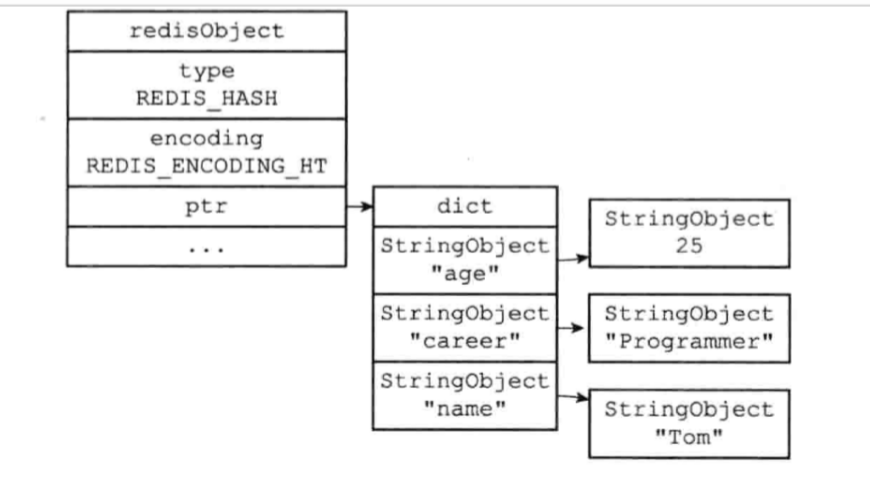 redisObject
type
REDIS_HASH
encoding
REDIS_ENCODING_HT
ptr
...
dict
StringObject
"age"
StringObject
"career"
StringObject
"name"
StringObject
25
StringObject
"Programmer"
StringObject
"Tom"